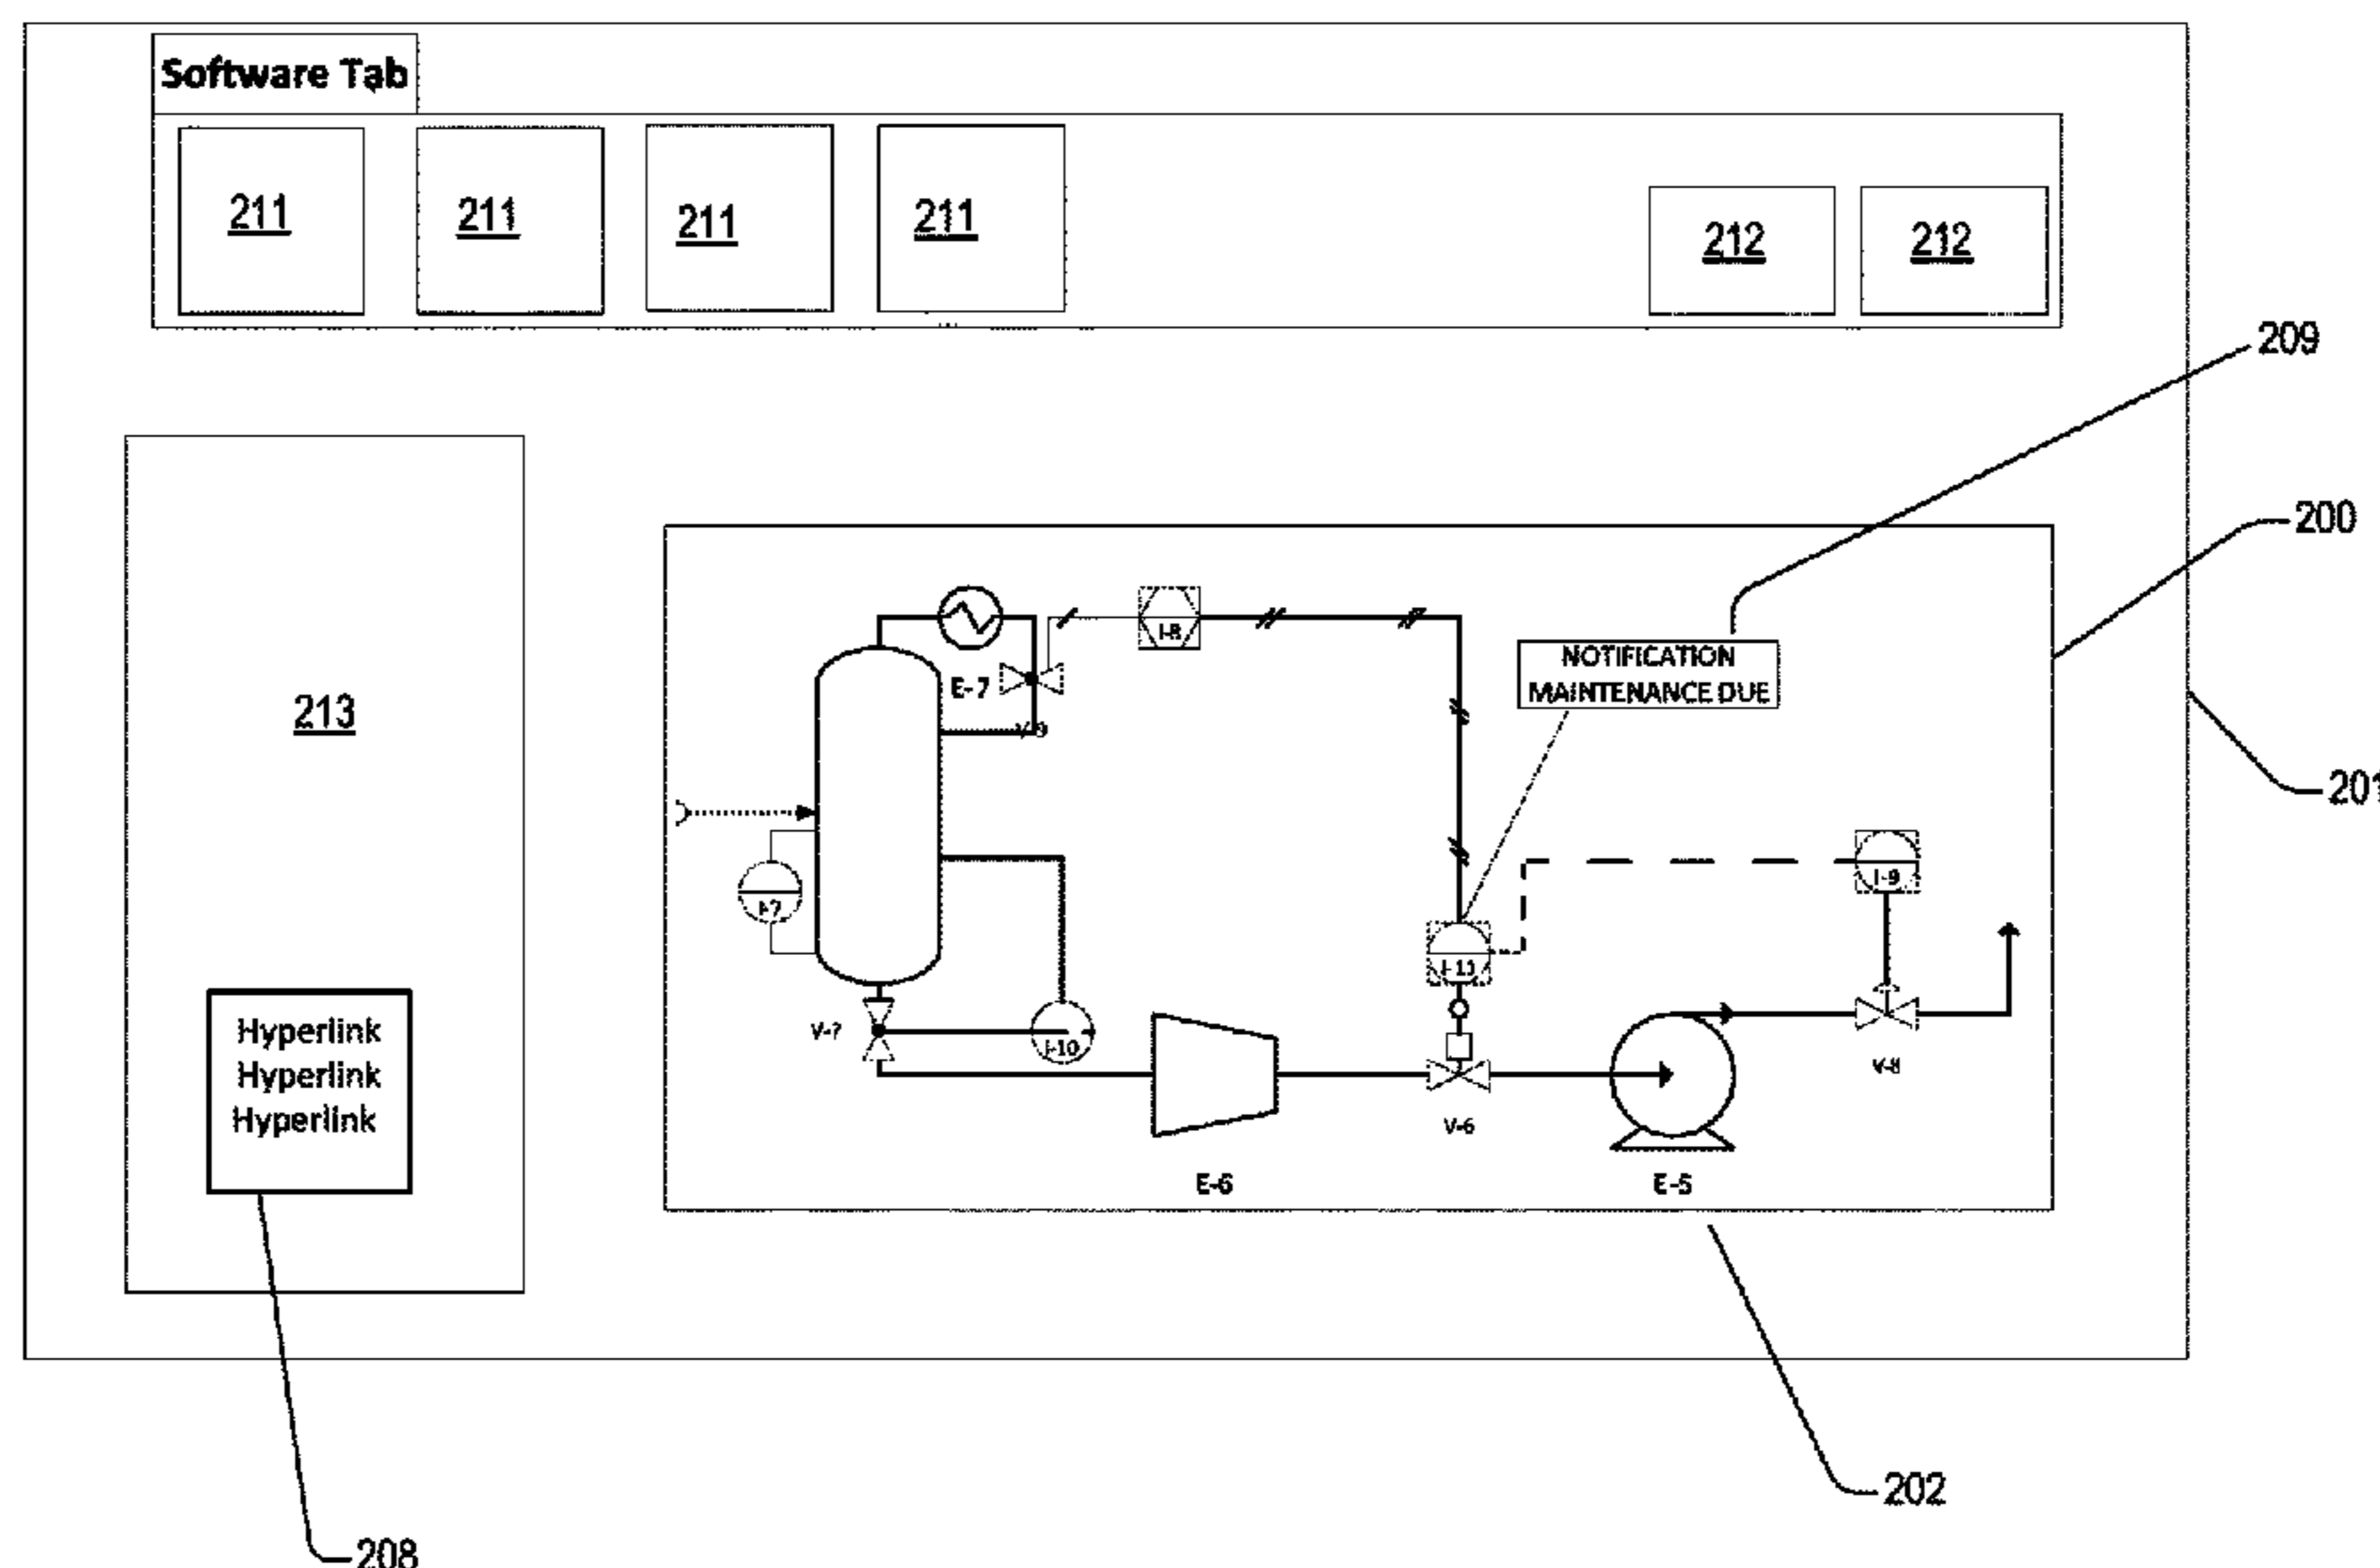 Software Tab
211
211
211
211
212
212
209
200
I-8
NOTIFICATION
MAINTENANCE DUE
E-7
213
201
I-9
I-7
I-11
Hyperlink
V-7
I-10
Hyperlink
V-8
Hyperlink
V-6
E-6
E-5
202
208